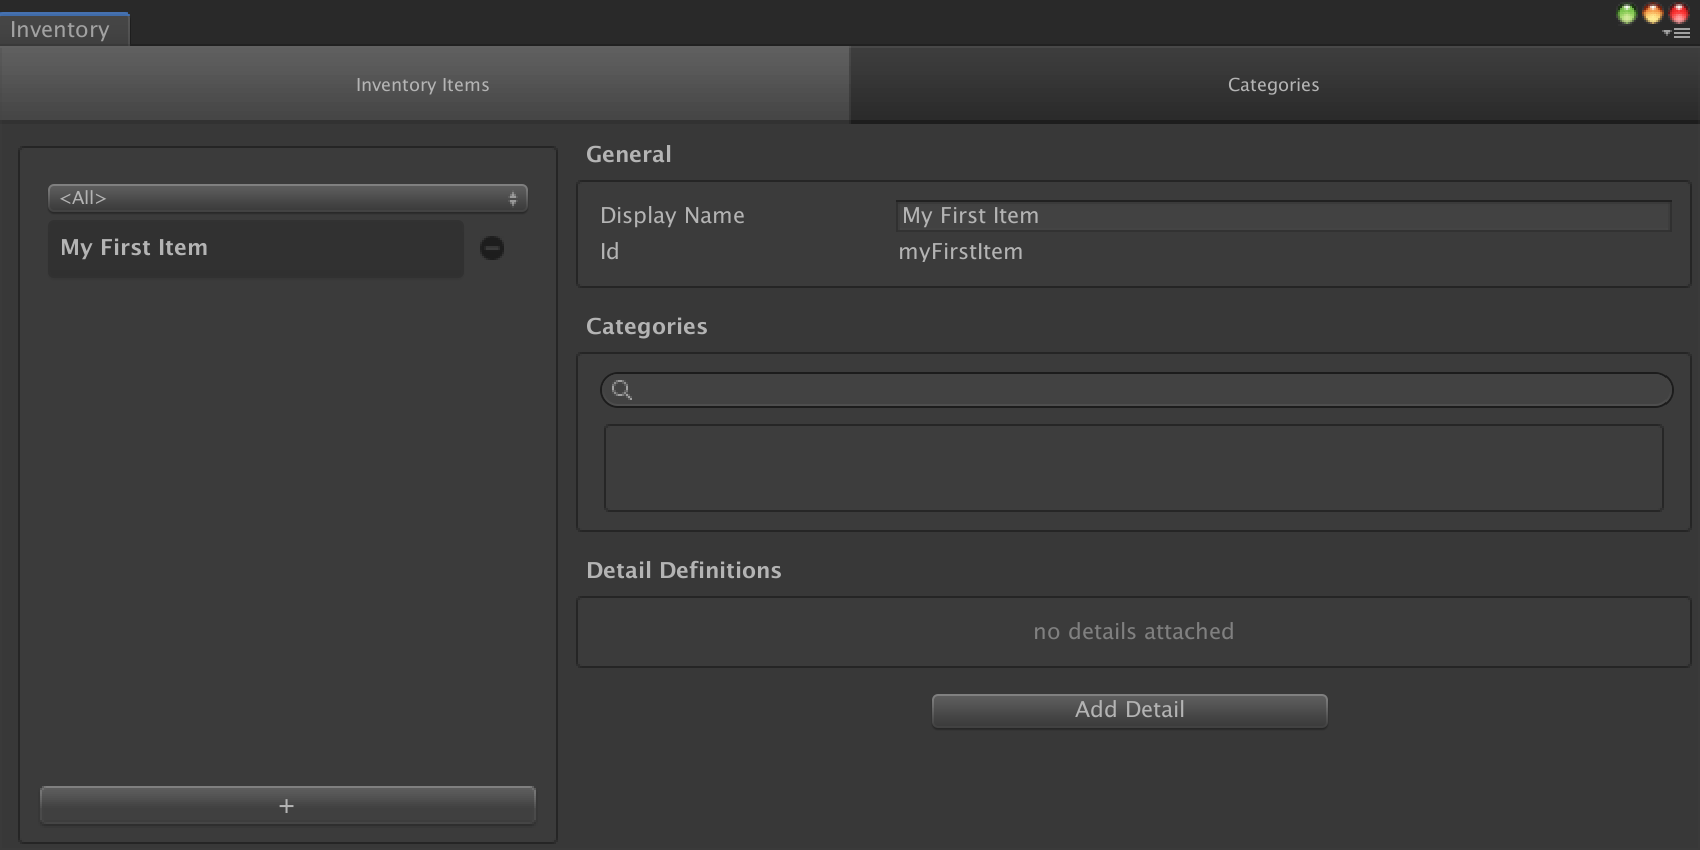 Inventory
Inventory Items
Categories
<All>
My First Item
+
General
Display Name
My First Item
Id
myFirstItem
Categories
Detail Definitions
no details attached
Add Detail